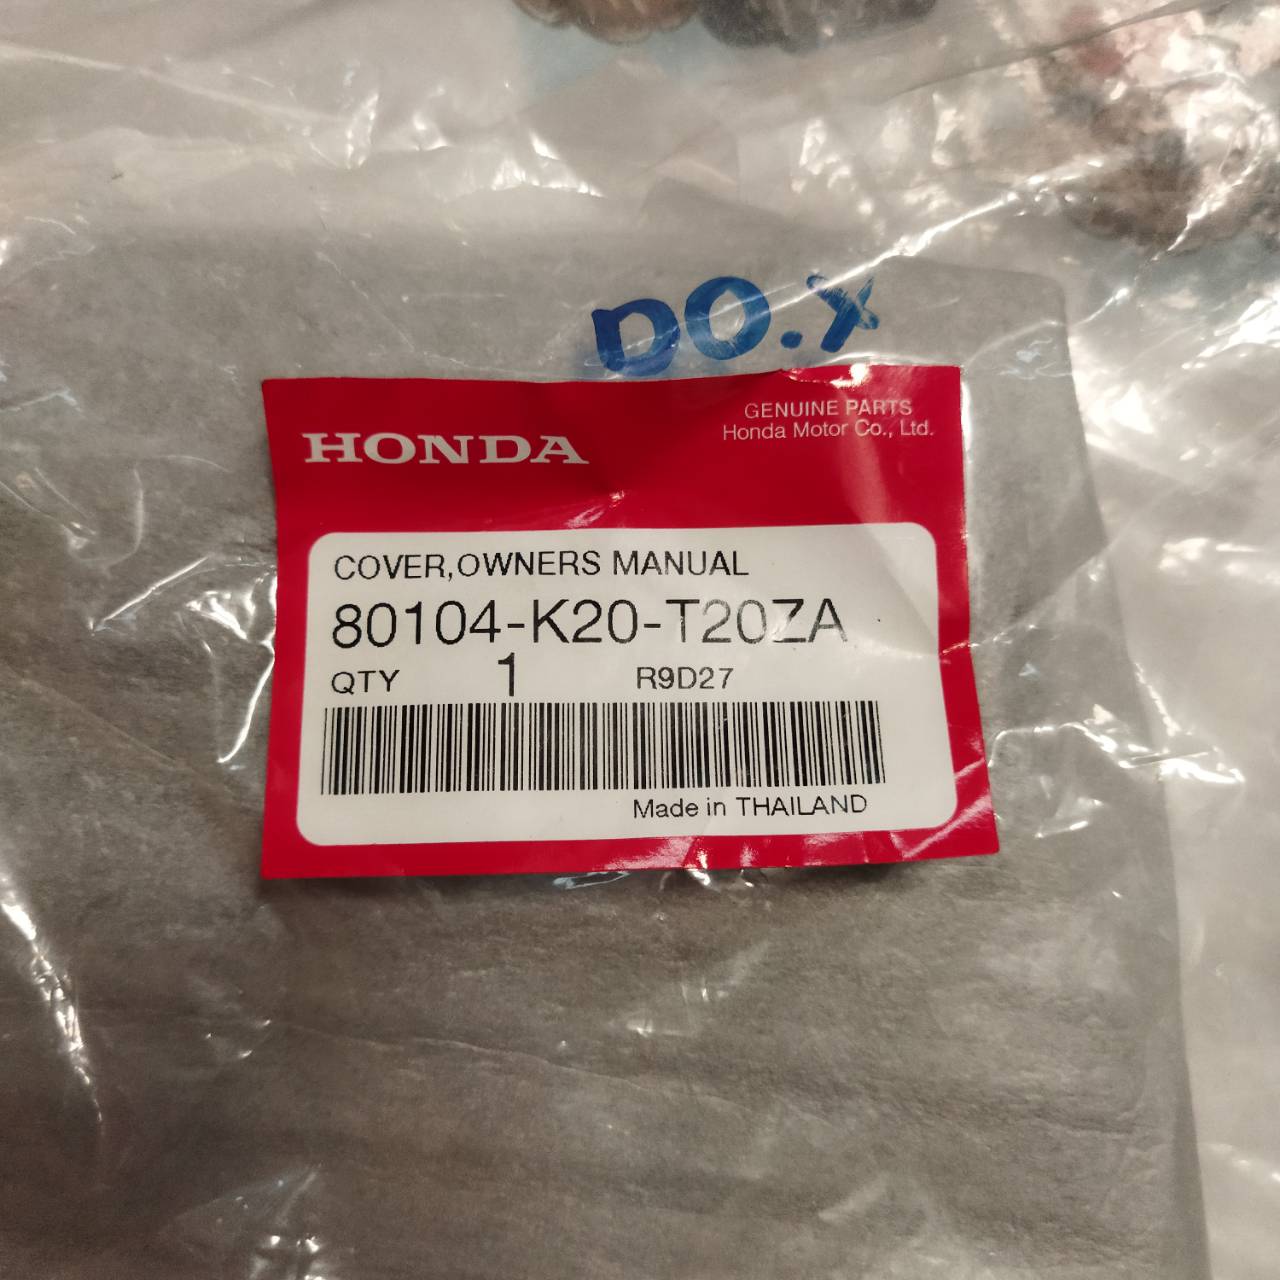 DO.X
HONDA
GENUINE PARTS
Honda Motor Co., Ltd.
COVER,OWNERS MANUAL
80104-K20-T20ZA
QTY 1 R9D27
Made in THAILAND